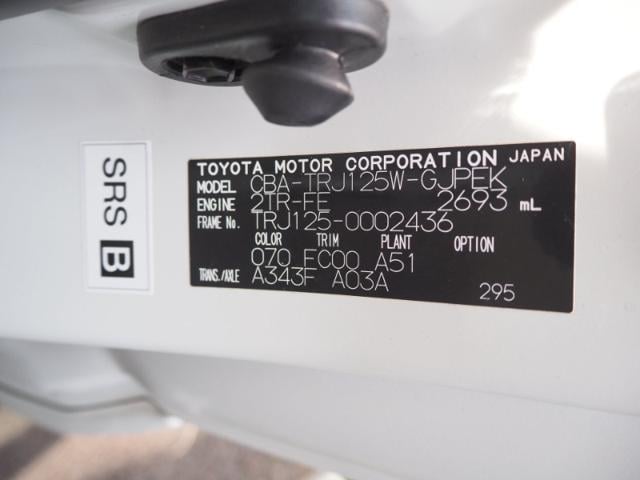 SRS B
TOYOTA MOTOR CORPORATION JAPAN
MODEL CBA-TRJ125W-GJPEK
ENGINE 2TR-FE 2693 mL
FRAME No. TRJ125-0002436
COLOR TRIM PLANT OPTION
070 FC00 A51
TRANS./AXLE A343F A03A
295